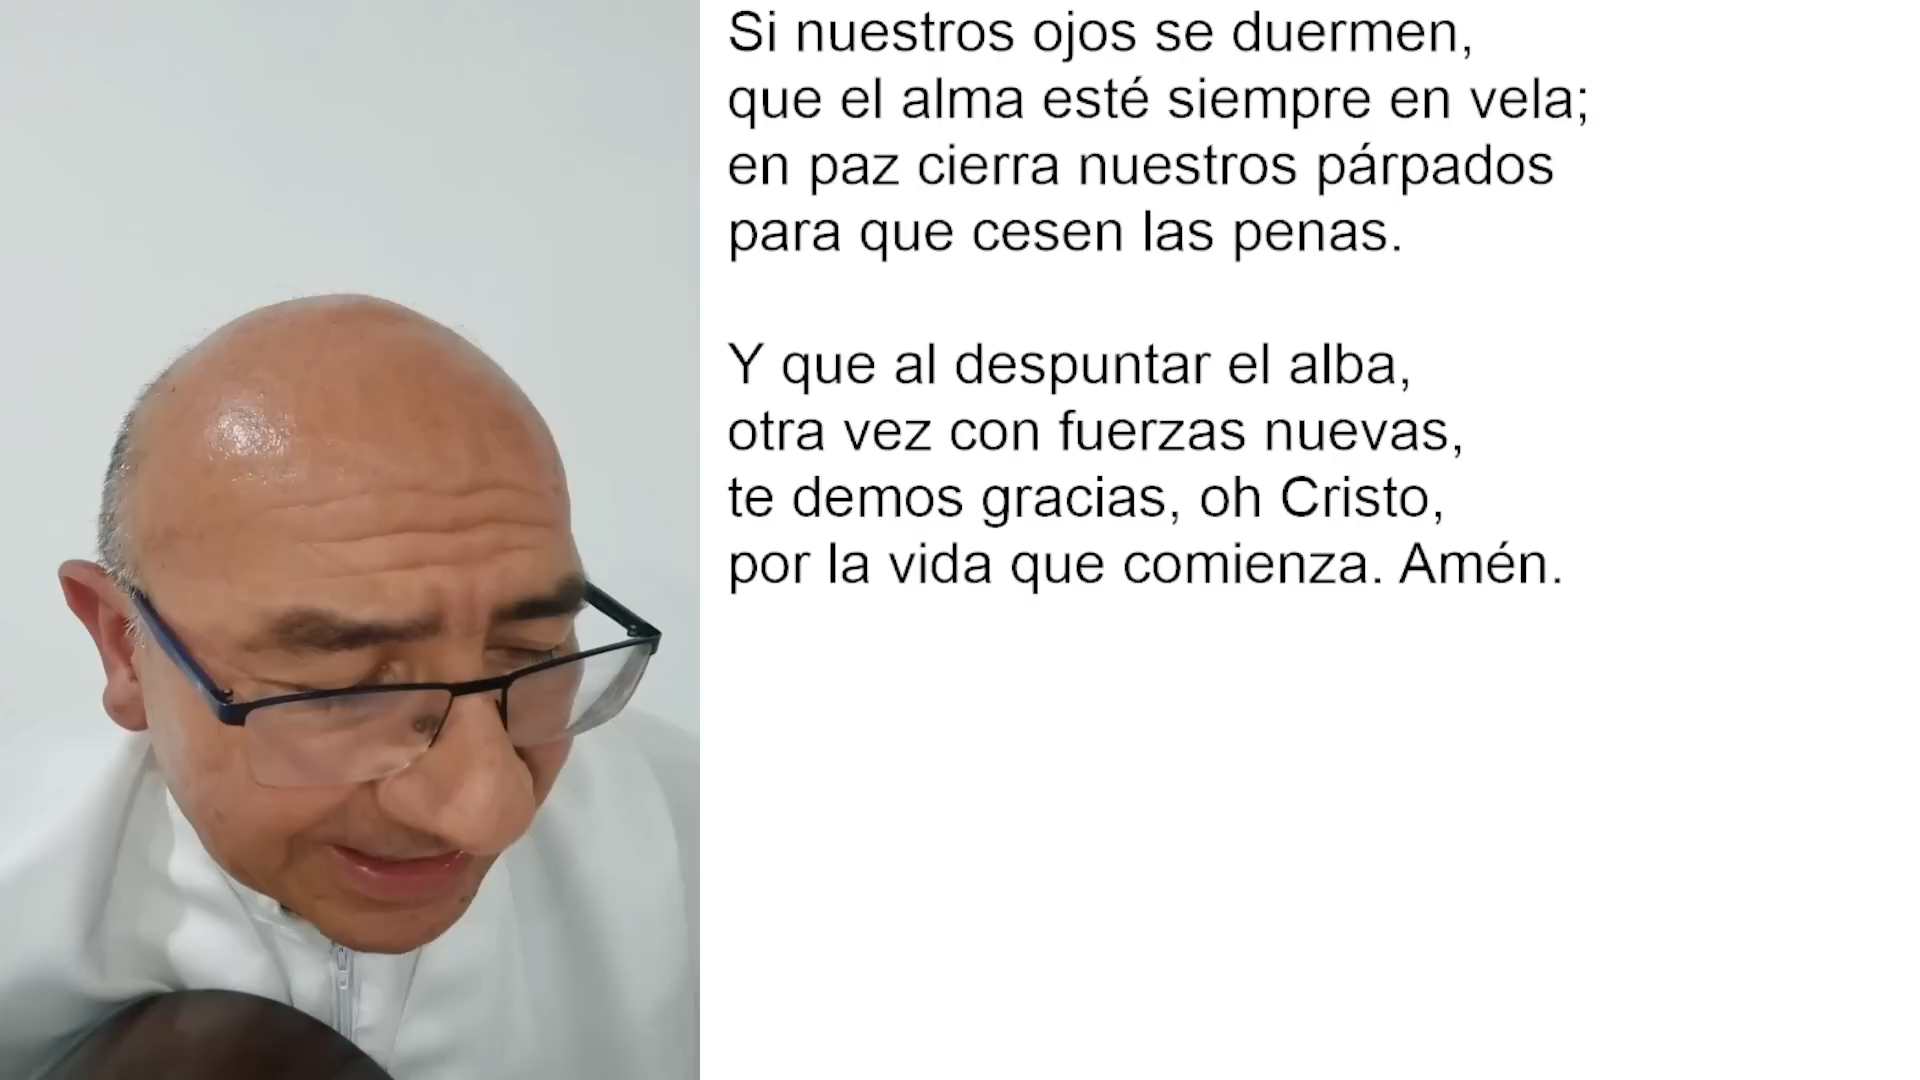 Si nuestros ojos se duermen,
que el alma esté siempre en vela;
en paz cierra nuestros párpados
para que cesen las penas.
Y que al despuntar el alba,
otra vez con fuerzas nuevas,
te demos gracias, oh Cristo,
por la vida que comienza. Amén.